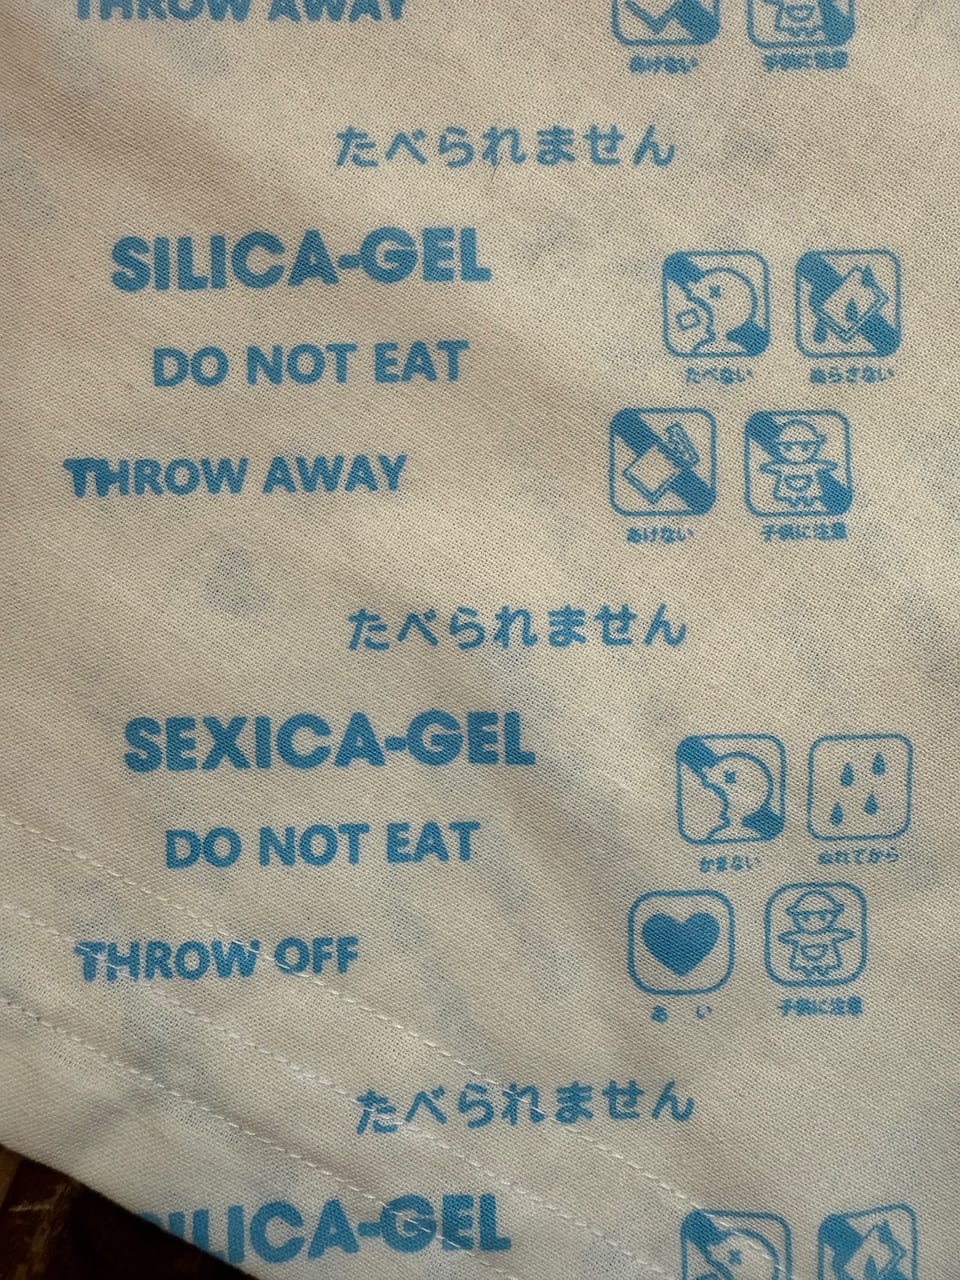 THROW AWAY
あけない 子供に注意
たべられません
SILICA-GEL
DO NOT EAT
たべない ぬらさない
THROW AWAY
あけない 子供に注意
たべられません
SEXICA-GEL
DO NOT EAT
かまない ぬれてから
THROW OFF
あ い 子供に注意
たべられません
SILICA-GEL